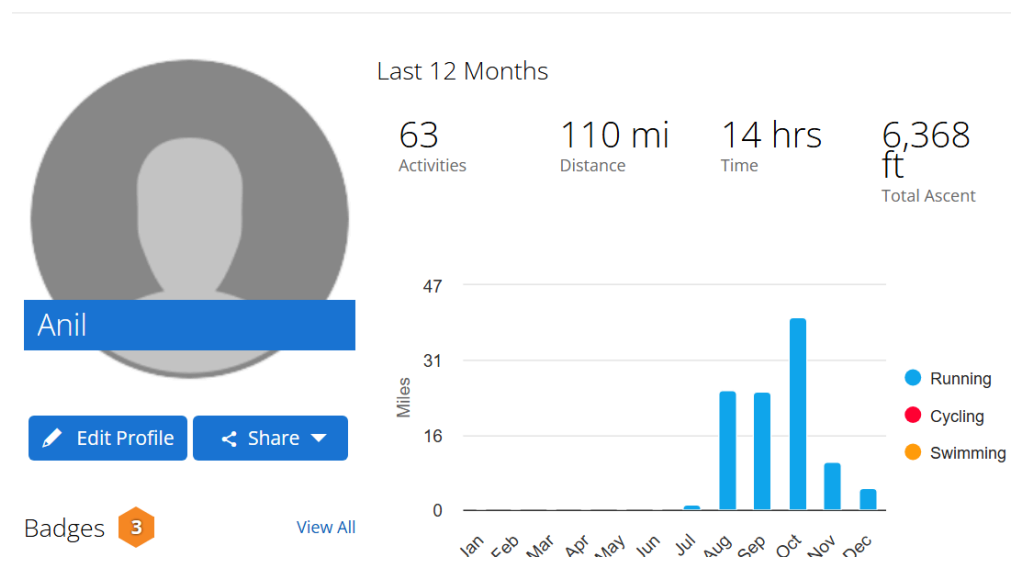 Last 12 Months
63
Activities
110 mi
Distance
14 hrs
Time
6,368
ft
Total Ascent
Anil
Edit Profile
Share
Badges 3 View All
47
31
16
0
Miles
Jan Feb Mar Apr May Jun Jul Aug Sep Oct Nov Dec
Running
Cycling
Swimming